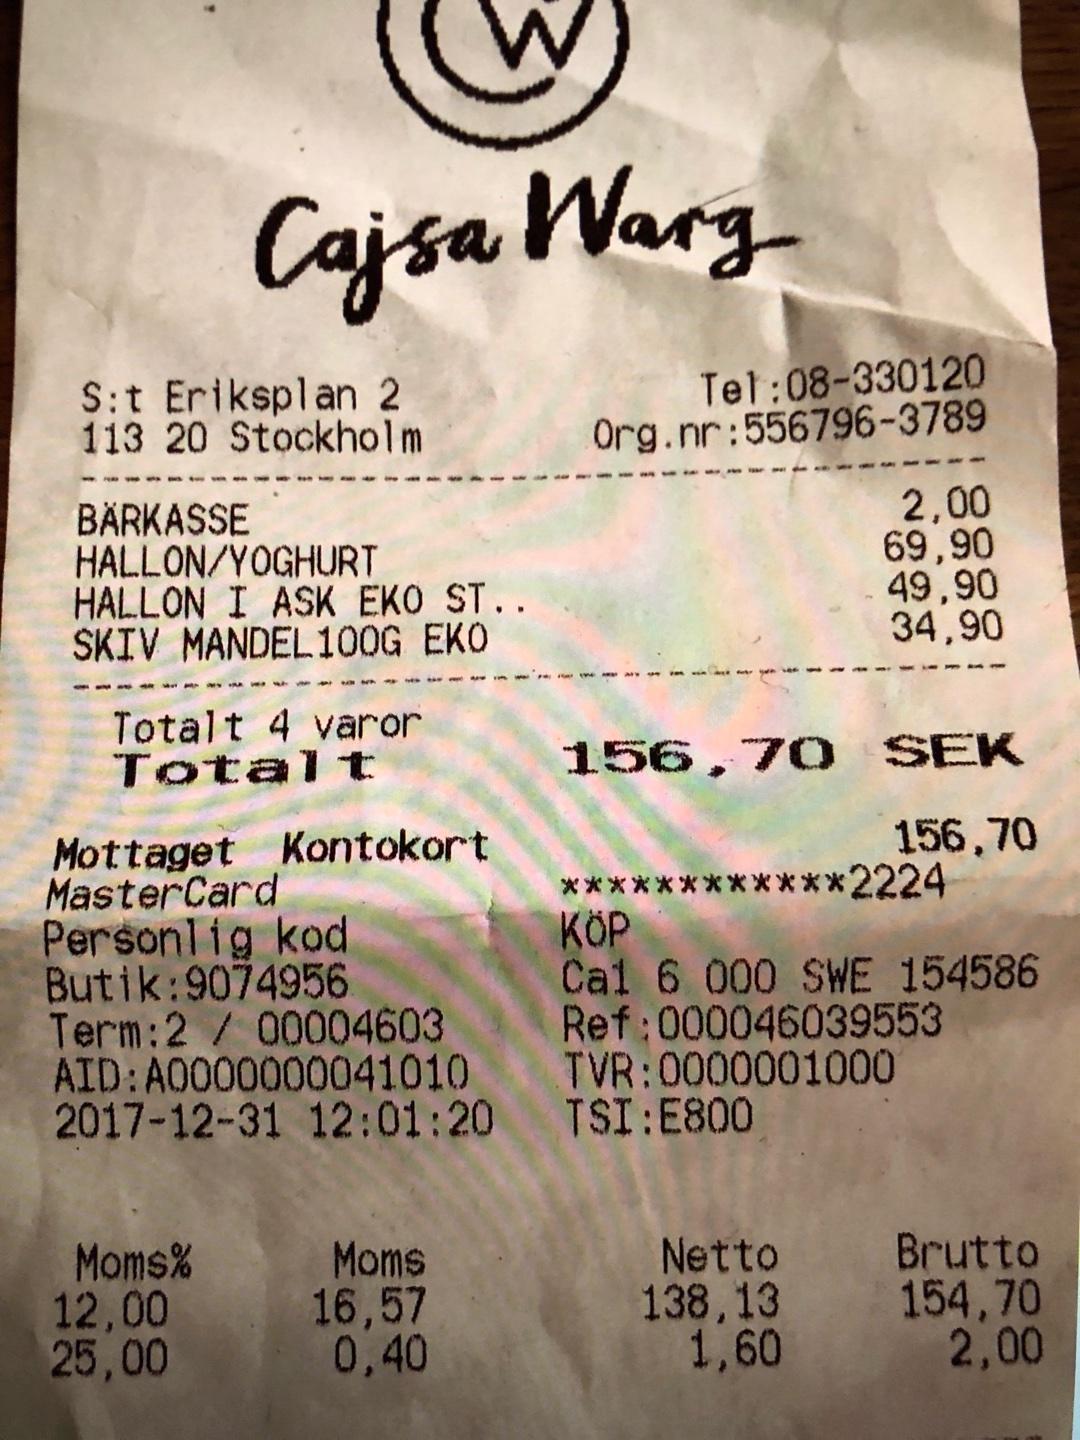 CW
Cajsa Warg
S:t Eriksplan 2 Tel:08-330120
113 20 Stockholm Org.nr:556796-3789
BÄRKASSE 2,00
HALLON/YOGHURT 69,90
HALLON I ASK EKO ST.. 49,90
SKIV MANDEL100G EKO 34,90
Totalt 4 varor
Totalt 156,70 SEK
Mottaget Kontokort 156,70
MasterCard ************2224
Personlig kod KÖP
Butik:9074956 Ca1 6 000 SWE 154586
Term:2 / 00004603 Ref:000046039553
AID:A0000000041010 TVR:0000001000
2017-12-31 12:01:20 TSI:E800
Moms% Moms Netto Brutto
12,00 16,57 138,13 154,70
25,00 0,40 1,60 2,00